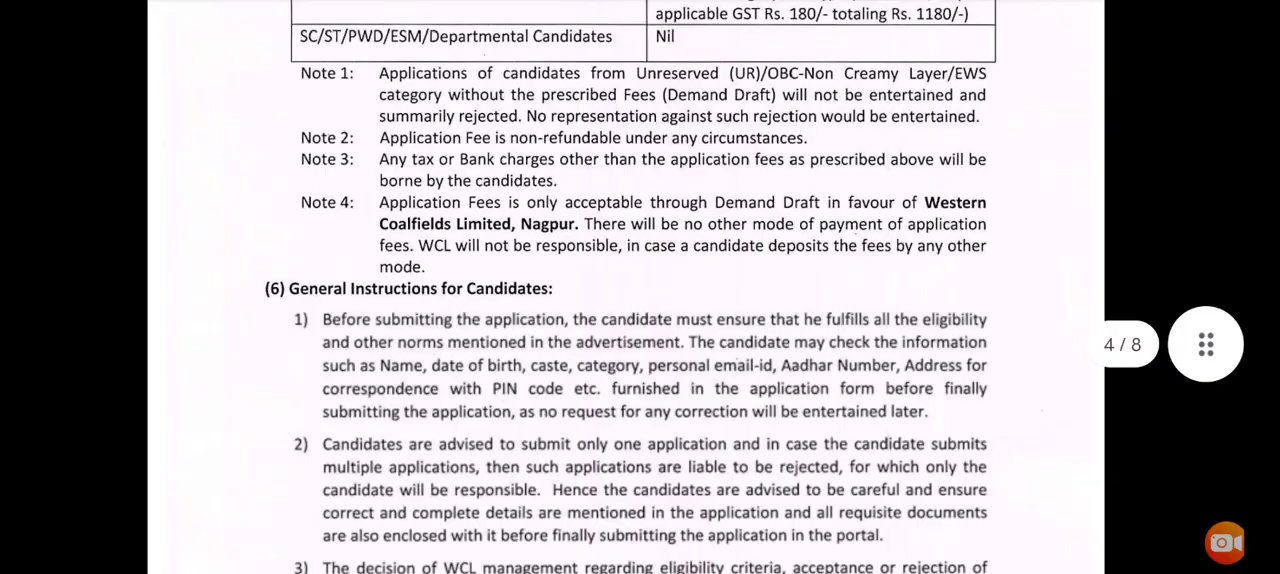 applicable GST Rs. 180/- totaling Rs. 1180/-)
SC/ST/PWD/ESM/Departmental Candidates Nil
Note 1: Applications of candidates from Unreserved (UR)/OBC-Non Creamy Layer/EWS
category without the prescribed Fees (Demand Draft) will not be entertained and
summarily rejected. No representation against such rejection would be entertained.
Note 2: Application Fee is non-refundable under any circumstances.
Note 3: Any tax or Bank charges other than the application fees as prescribed above will be
borne by the candidates.
Note 4: Application Fees is only acceptable through Demand Draft in favour of Western
Coalfields Limited, Nagpur. There will be no other mode of payment of application
fees. WCL will not be responsible, in case a candidate deposits the fees by any other
mode.
(6) General Instructions for Candidates:
1) Before submitting the application, the candidate must ensure that he fulfills all the eligibility
and other norms mentioned in the advertisement. The candidate may check the information
such as Name, date of birth, caste, category, personal email-id, Aadhar Number, Address for
correspondence with PIN code etc. furnished in the application form before finally
submitting the application, as no request for any correction will be entertained later.
2) Candidates are advised to submit only one application and in case the candidate submits
multiple applications, then such applications are liable to be rejected, for which only the
candidate will be responsible. Hence the candidates are advised to be careful and ensure
correct and complete details are mentioned in the application and all requisite documents
are also enclosed with it before finally submitting the application in the portal.
3) The decision of WCL management regarding eligibility criteria, acceptance or rejection of
4 / 8